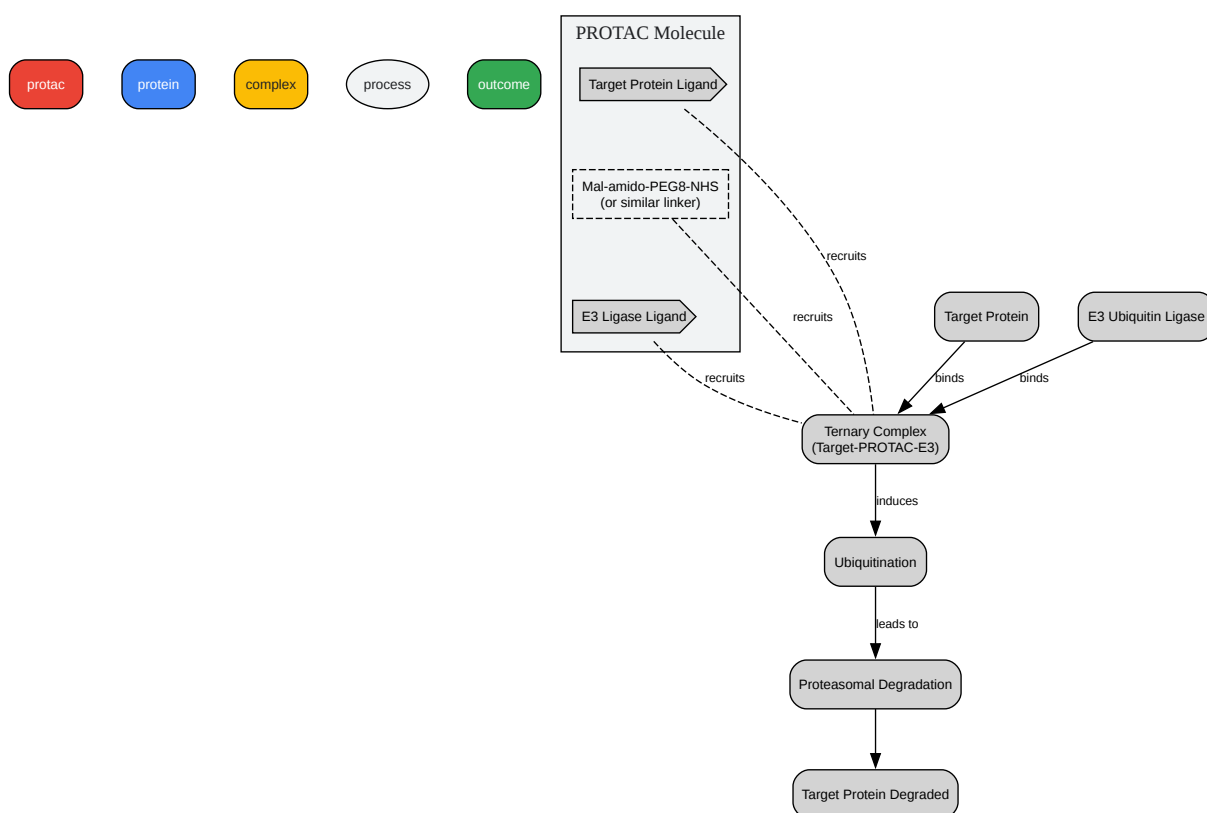 PROTAC Molecule
protac
protein
complex
process
outcome
Target Protein Ligand
Mal-amido-PEG8-NHS
(or similar linker)
recruits
E3 Ligase Ligand
recruits
Target Protein
E3 Ubiquitin Ligase
recruits
binds
binds
Ternary Complex
(Target-PROTAC-E3)
induces
Ubiquitination
leads to
Proteasomal Degradation
Target Protein Degraded